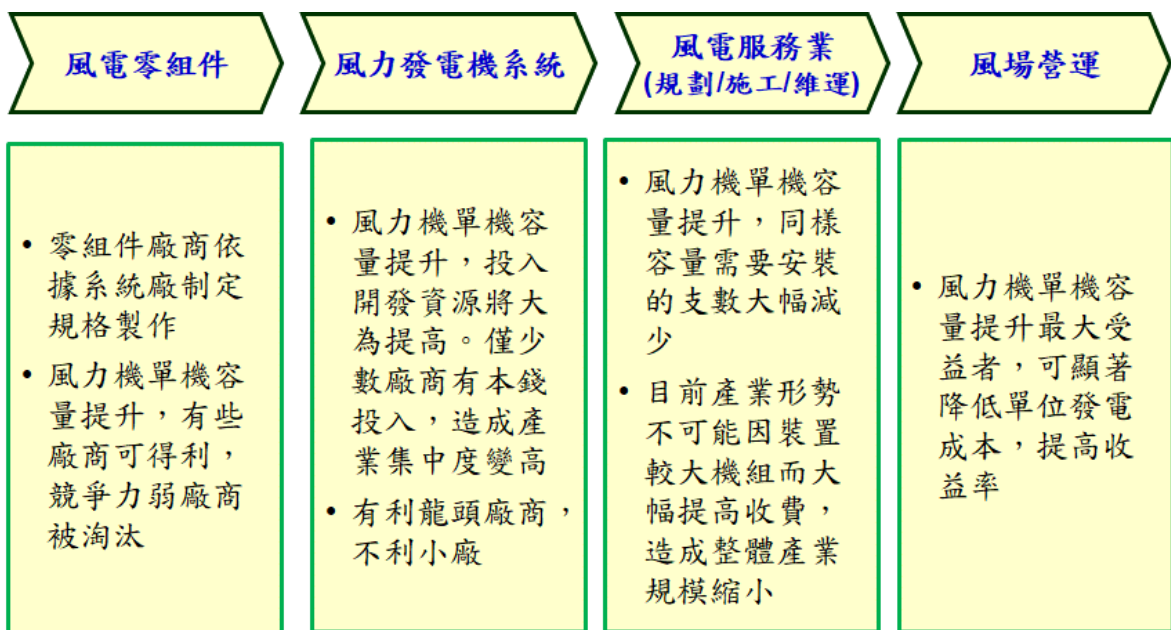 風電零組件
風力發電機系統
風電服務業
(規劃/施工/維運)
風場營運
• 零組件廠商依
據系統廠制定
規格製作
• 風力機單機容
量提升，有些
廠商可得利，
競爭力弱廠商
被淘汰
• 風力機單機容
量提升，投入
開發資源將大
為提高。僅少
數廠商有本錢
投入，造成產
業集中度變高
• 有利龍頭廠商，
不利小廠
• 風力機單機容
量提升，同樣
容量需要安裝
的支數大幅減
少
• 目前產業形勢
不可能因裝置
較大機組而大
幅提高收費，
造成整體產業
規模縮小
• 風力機單機容
量提升最大受
益者，可顯著
降低單位發電
成本，提高收
益率